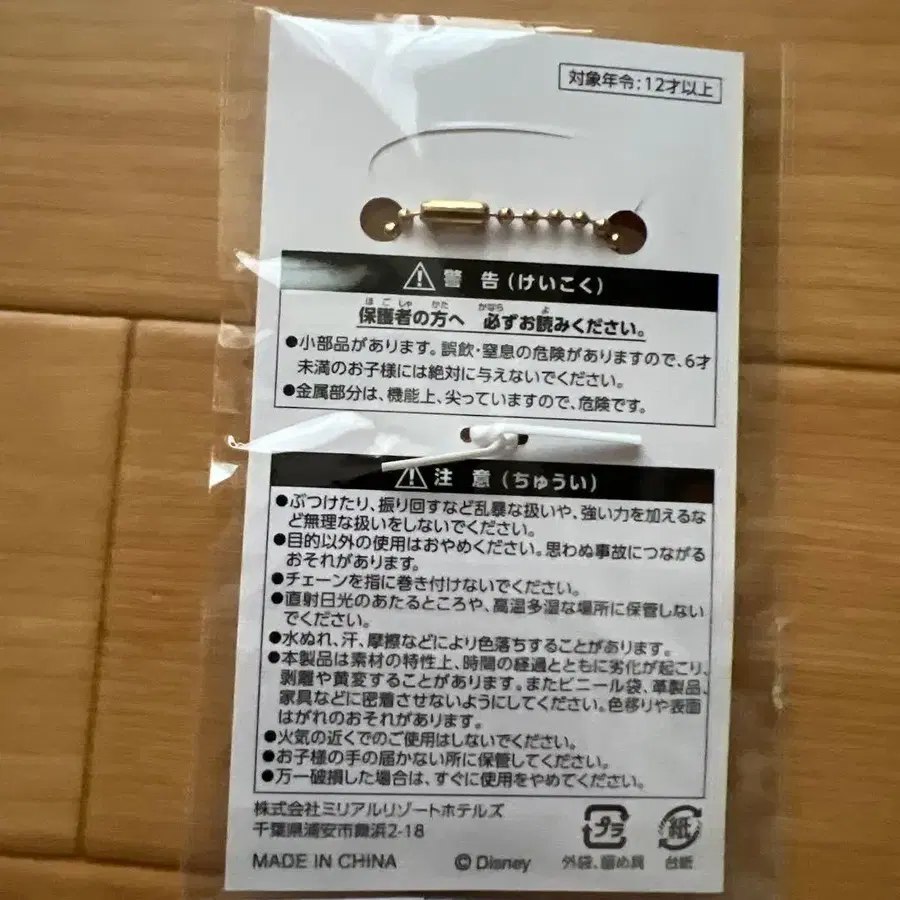 対象年令:12才以上
警 告(けいこく)
ほごしゃ かた かなら よ
保護者の方へ 必ずお読みください。
●小部品があります。誤飲・窒息の危険がありますので、6才
未満のお子様には絶対に与えないでください。
●金属部分は、機能上、尖っていますので、危険です。
注 意(ちゅうい)
●ぶつけたり、振り回すなど乱暴な扱いや、強い力を加えるな
ど無理な扱いをしないでください。
●目的以外の使用はおやめください。思わぬ事故につながる
おそれがあります。
●チェーンを指に巻き付けないでください。
●直射日光のあたるところや、高温多湿な場所に保管しない
でください。
●水ぬれ、汗、摩擦などにより色落ちすることがあります。
●本製品は素材の特性上、時間の経過とともに劣化が起こり、
剥離や黄変することがあります。またビニール袋、革製品、
家具などに密着させないようにしてください。色移りや表面
はがれのおそれがあります。
●火気の近くでのご使用はしないでください。
●お子様の手の届かない所に保管してください。
●万一破損した場合は、すぐに使用をやめてください。
株式会社ミリアルリゾートホテルズ
千葉県浦安市舞浜2-18
MADE IN CHINA
© Disney
プラ
外袋、留め具
紙
台紙